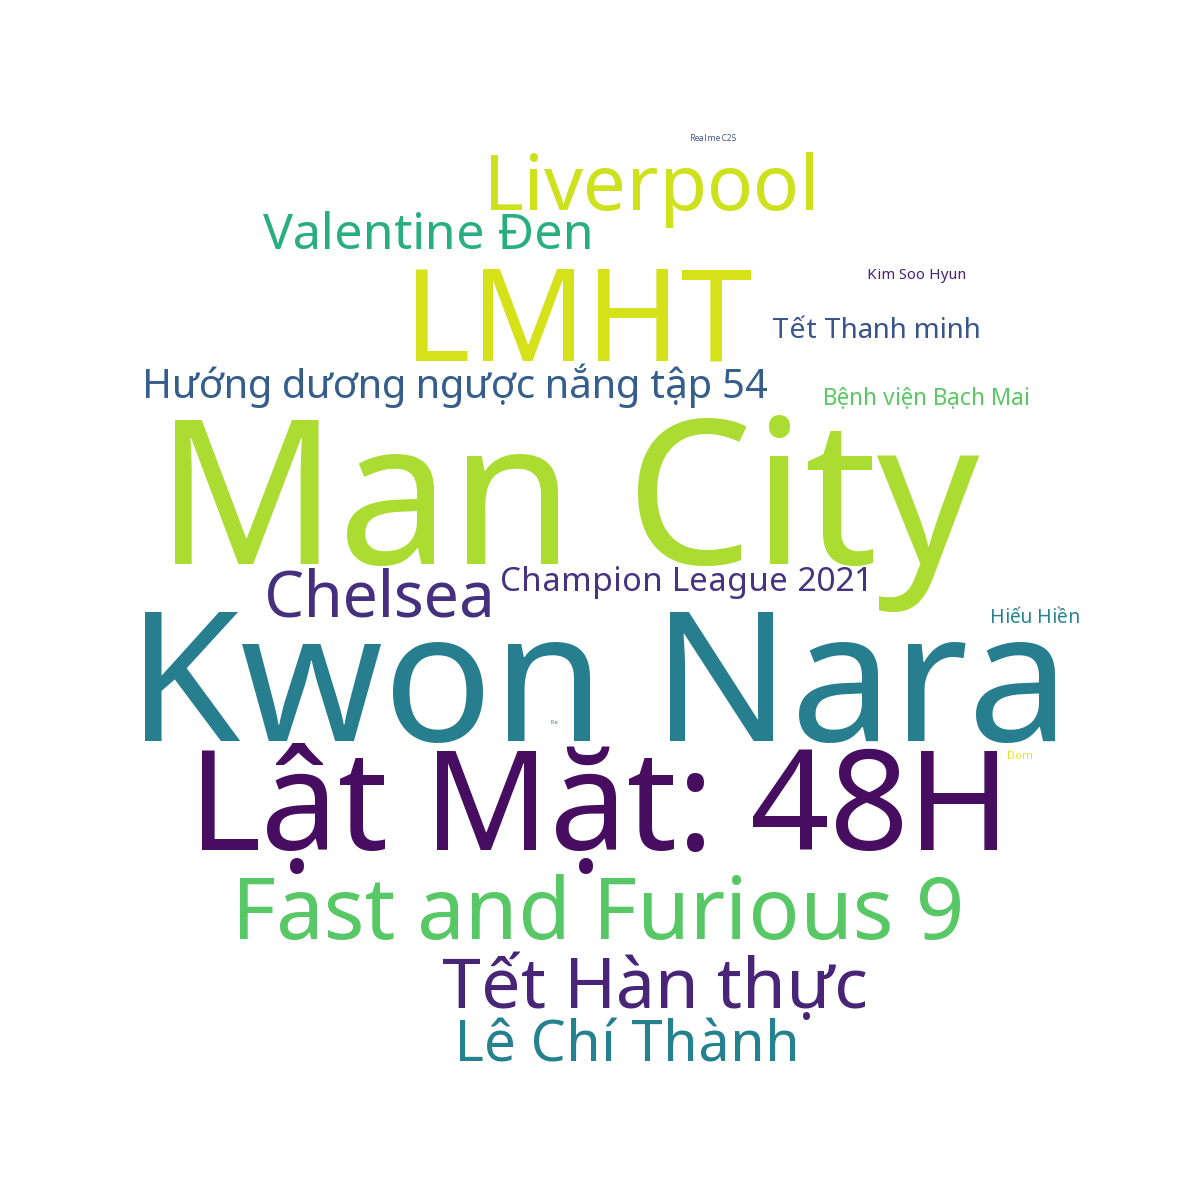 Realme C25
Liverpool
Valentine Đen
LMHT
Kim Soo Hyun
Tết Thanh minh
Hướng dương ngược nắng tập 54
Bệnh viện Bạch Mai
Man City
Chelsea
Champion League 2021
Hiếu Hiền
Kwon Nara
Re
Lật Mặt: 48H
Dom
Fast and Furious 9
Tết Hàn thực
Lê Chí Thành